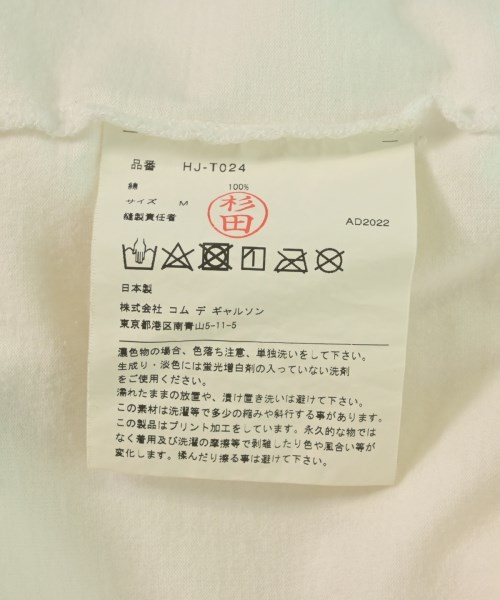 品番 HJ-T024
綿 100%
サイズ M
縫製責任者 杉田 AD2022
日本製
株式会社 コム デ ギャルソン
東京都港区南青山5-11-5
濃色物の場合、色落ち注意、単独洗いをして下さい。
生成り・淡色には蛍光増白剤の入っていない洗剤
をご使用ください。
濡れたままの放置や、漬け置き洗いは避けて下さい。
この素材は洗濯等で多少の縮みや斜行する事があります。
この製品はプリント加工をしています。永久的な物では
なく着用及び洗濯の摩擦等で剥離したり色や風合い等が
変化します。揉んだり擦る事は避けて下さい。